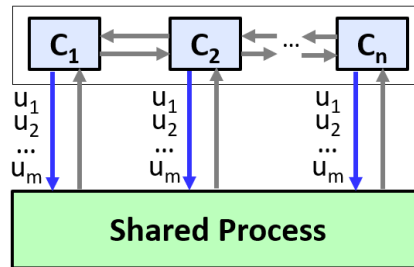 C₁ C₂ ... Cₙ
u₁ u₁ u₁
u₂ u₂ u₂
... ... ...
uₘ uₘ uₘ
Shared Process